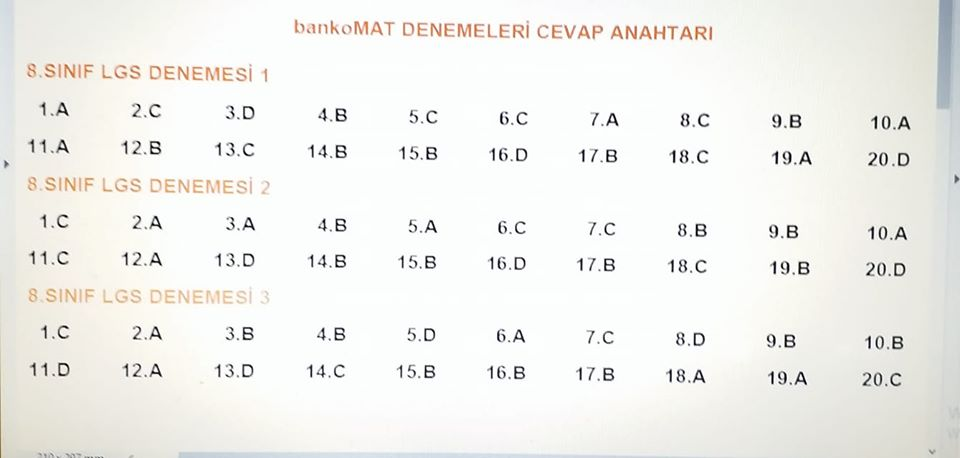 bankoMAT DENEMELERİ CEVAP ANAHTARI
8.SINIF LGS DENEMESİ 1
1.A 2.C 3.D 4.B 5.C 6.C 7.A 8.C 9.B 10.A
11.A 12.B 13.C 14.B 15.B 16.D 17.B 18.C 19.A 20.D
8.SINIF LGS DENEMESİ 2
1.C 2.A 3.A 4.B 5.A 6.C 7.C 8.B 9.B 10.A
11.C 12.A 13.D 14.B 15.B 16.D 17.B 18.C 19.B 20.D
8.SINIF LGS DENEMESİ 3
1.C 2.A 3.B 4.B 5.D 6.A 7.C 8.D 9.B 10.B
11.D 12.A 13.D 14.C 15.B 16.B 17.B 18.A 19.A 20.C